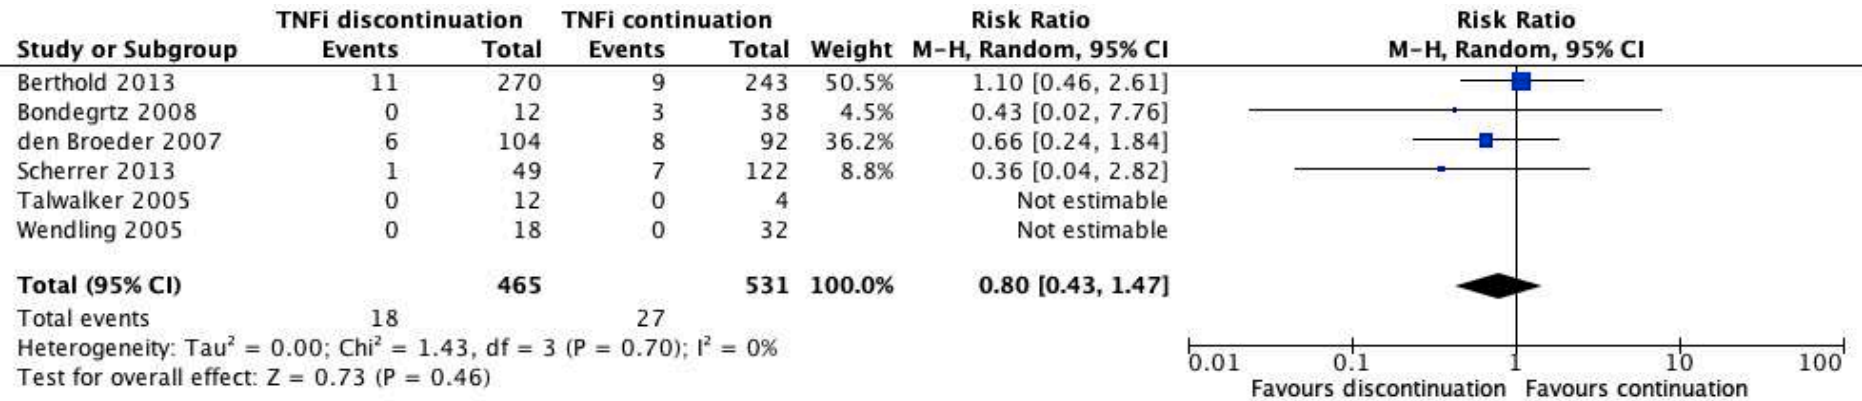 TNFi discontinuation TNFi continuation Risk Ratio Risk Ratio
Study or Subgroup Events Total Events Total Weight M-H, Random, 95% CI M-H, Random, 95% CI
Berthold 2013 11 270 9 243 50.5% 1.10 [0.46, 2.61]
Bondegrtz 2008 0 12 3 38 4.5% 0.43 [0.02, 7.76]
den Broeder 2007 6 104 8 92 36.2% 0.66 [0.24, 1.84]
Scherrer 2013 1 49 7 122 8.8% 0.36 [0.04, 2.82]
Talwalker 2005 0 12 0 4 Not estimable
Wendling 2005 0 18 0 32 Not estimable
Total (95% CI) 465 531 100.0% 0.80 [0.43, 1.47]
Total events 18 27
Heterogeneity: Tau² = 0.00; Chi² = 1.43, df = 3 (P = 0.70); I² = 0%
Test for overall effect: Z = 0.73 (P = 0.46)
0.01 0.1 1 10 100
Favours discontinuation Favours continuation